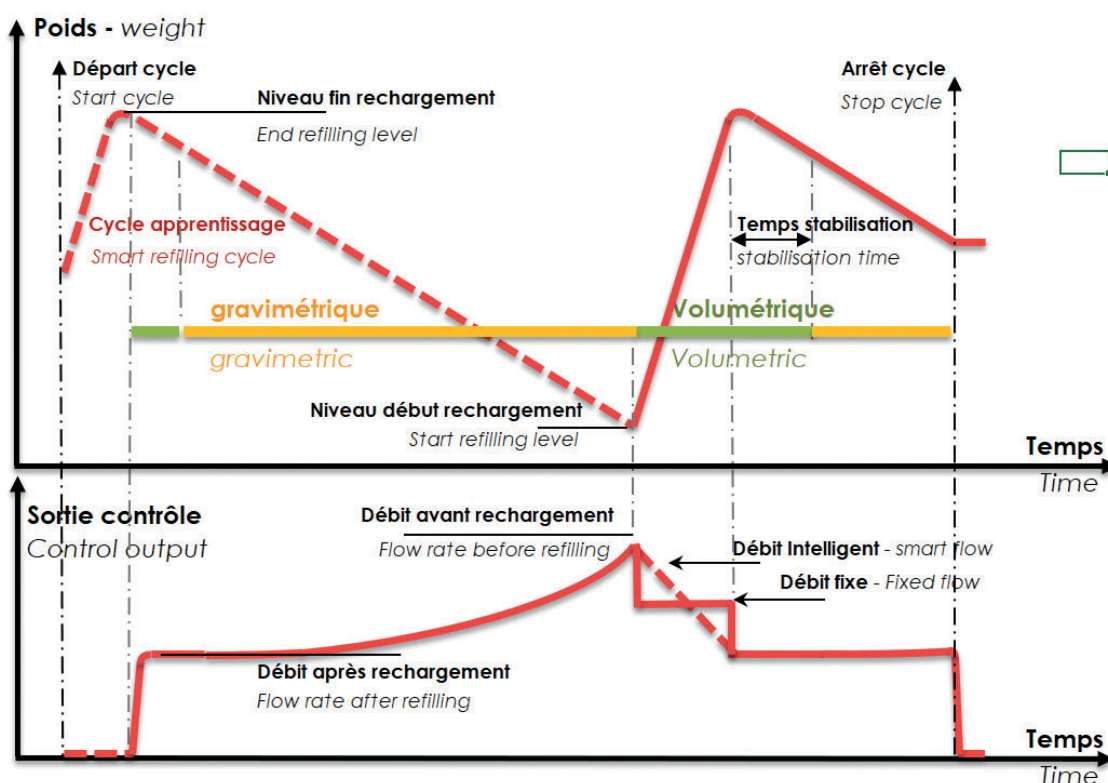 Poids - weight
Départ cycle
Start cycle
Arrêt cycle
Stop cycle
Niveau fin rechargement
End refilling level
Cycle apprentissage
Smart refilling cycle
Temps stabilisation
stabilisation time
gravimétrique
gravimetric
Volumétrique
Volumetric
Niveau début rechargement
Start refilling level
Temps
Time
Sortie contrôle
Control output
Débit avant rechargement
Flow rate before refilling
Débit Intelligent - smart flow
Débit fixe - Fixed flow
Débit après rechargement
Flow rate after refilling
Temps
Time